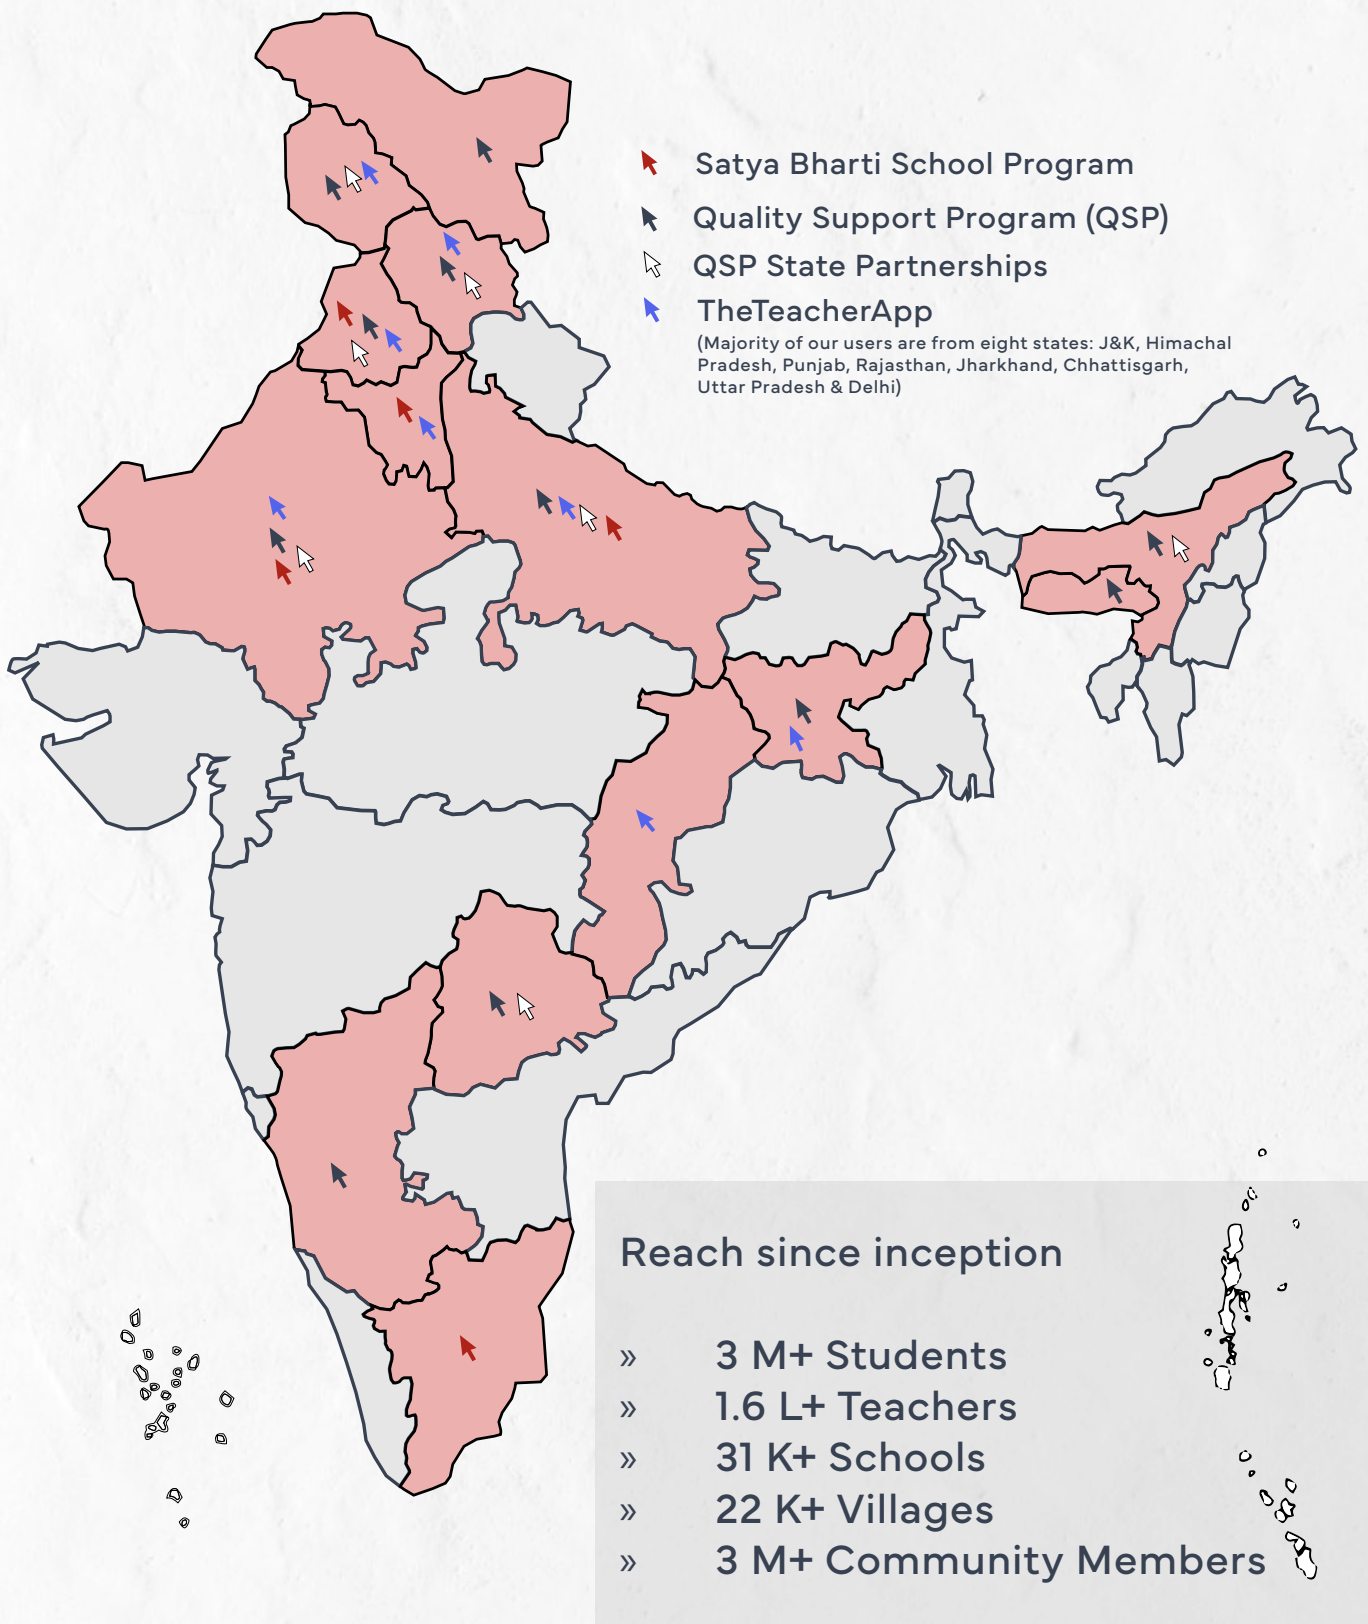 Satya Bharti School Program
Quality Support Program (QSP)
QSP State Partnerships
TheTeacherApp
(Majority of our users are from eight states: J&K, Himachal
Pradesh, Punjab, Rajasthan, Jharkhand, Chhattisgarh,
Uttar Pradesh & Delhi)
Reach since inception
» 3 M+ Students
» 1.6 L+ Teachers
» 31 K+ Schools
» 22 K+ Villages
» 3 M+ Community Members